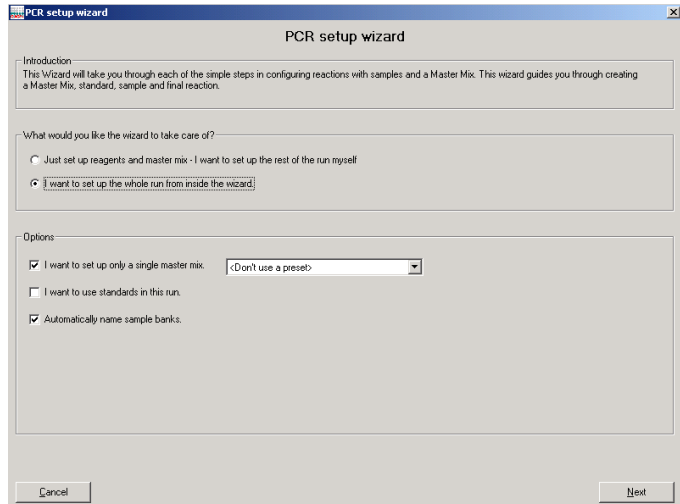 PCR setup wizard
PCR setup wizard
Introduction
This Wizard will take you through each of the simple steps in configuring reactions with samples and a Master Mix. This wizard guides you through creating
a Master Mix, standard, sample and final reaction.
What would you like the wizard to take care of?
Just set up reagents and master mix - I want to set up the rest of the run myself
I want to set up the whole run from inside the wizard.
Options
I want to set up only a single master mix. <Don't use a preset>
I want to use standards in this run.
Automatically name sample banks.
Cancel Next